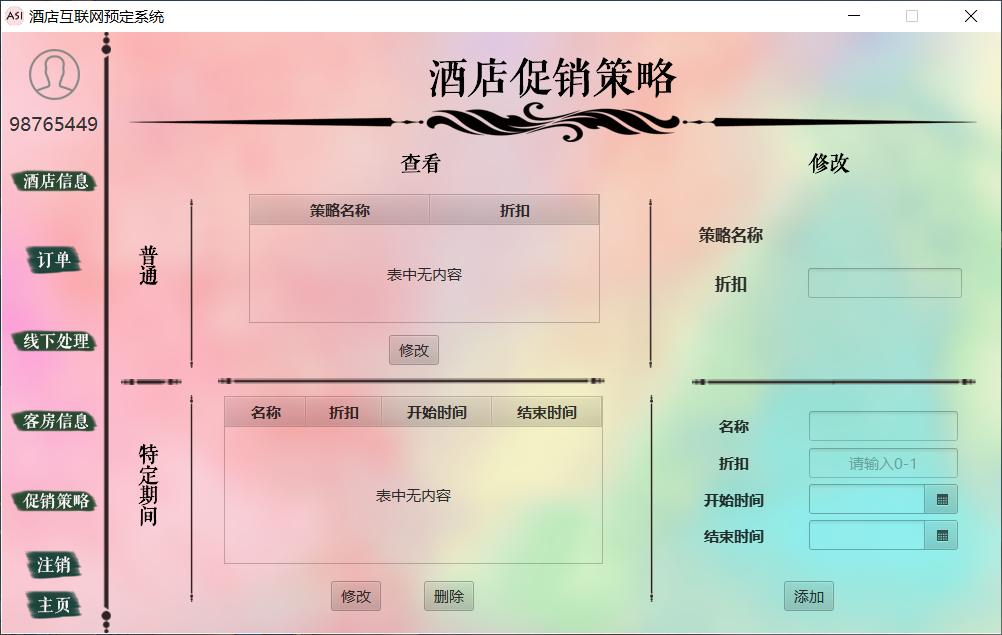 ASI 酒店互联网预定系统
98765449
酒店信息
订单
线下处理
客房信息
促销策略
注销
主页
酒店促销策略
查看
修改
普通
策略名称 折扣
表中无内容
修改
策略名称
折扣
特定期间
名称 折扣 开始时间 结束时间
表中无内容
修改 删除
名称
折扣 请输入0-1
开始时间
结束时间
添加